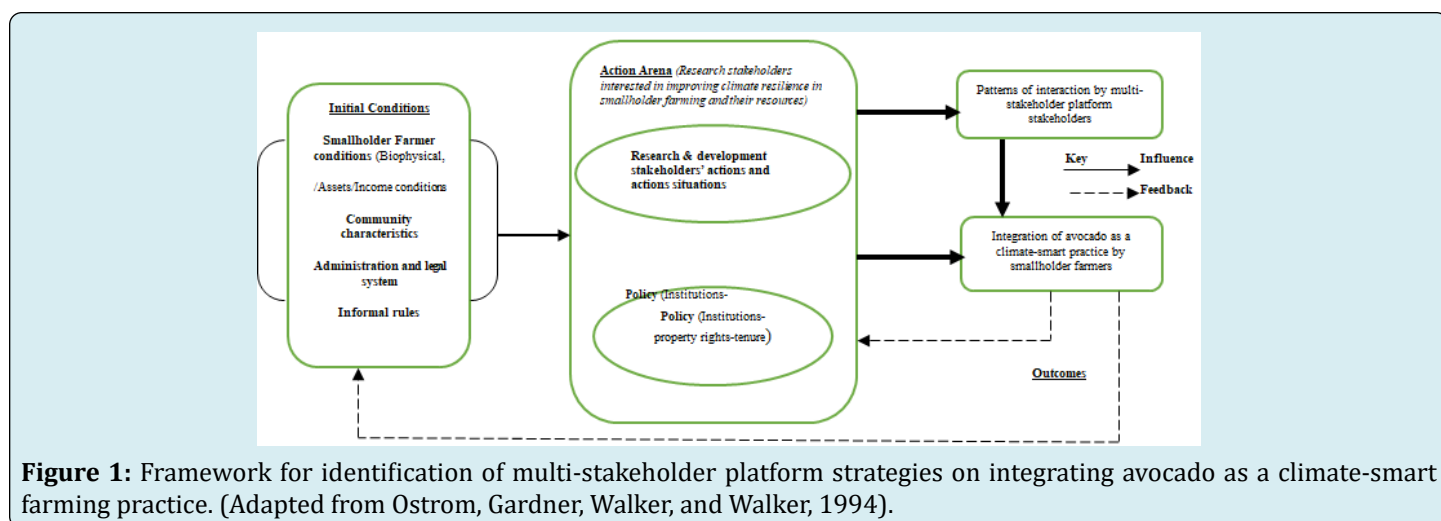 Initial Conditions
Smallholder Farmer
conditions (Biophysical,
/Assets/Income conditions
Community
characteristics
Administration and legal
system
Informal rules
Action Arena (Research stakeholders
interested in improving climate resilience in
smallholder farming and their resources)
Research & development
stakeholders' actions and
actions situations
Policy (Institutions-
Policy (Institutions-
property rights-tenure)
Patterns of interaction by multi-
stakeholder platform
stakeholders
Key Influence
Feedback
Integration of avocado as a
climate-smart practice by
smallholder farmers
Outcomes
Figure 1: Framework for identification of multi-stakeholder platform strategies on integrating avocado as a climate-smart
farming practice. (Adapted from Ostrom, Gardner, Walker, and Walker, 1994).